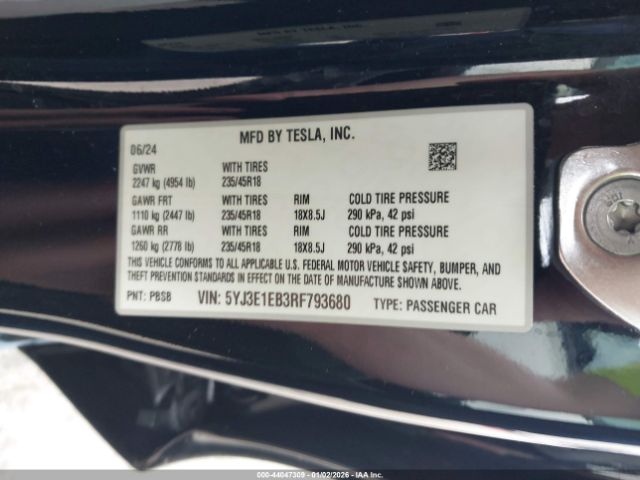 MFD BY TESLA, INC.
06/24
GVWR WITH TIRES
2247 kg (4954 lb) 235/45R18
GAWR FRT WITH TIRES RIM COLD TIRE PRESSURE
1110 kg (2447 lb) 235/45R18 18X8.5J 290 kPa, 42 psi
GAWR RR WITH TIRES RIM COLD TIRE PRESSURE
1260 kg (2778 lb) 235/45R18 18X8.5J 290 kPa, 42 psi
THIS VEHICLE CONFORMS TO ALL APPLICABLE U.S. FEDERAL MOTOR VEHICLE SAFETY, BUMPER, AND
THEFT PREVENTION STANDARDS IN EFFECT ON THE DATE OF MANUFACTURE SHOWN ABOVE.
PNT: PBSB VIN: 5YJ3E1EB3RF793680 TYPE: PASSENGER CAR
000-44047309 - 01/02/2026 - Copyright © IAA, Inc.